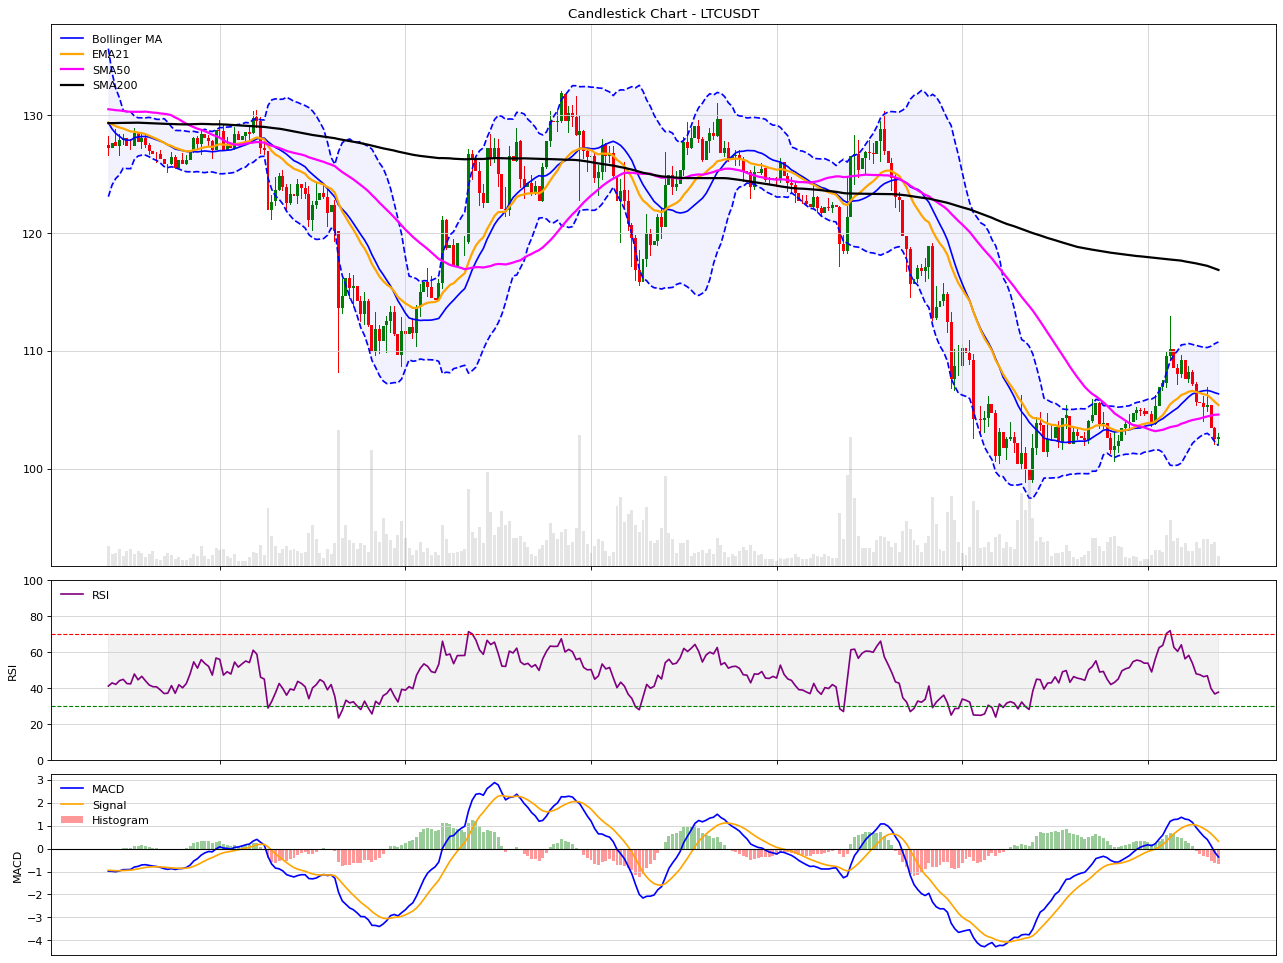 Candlestick Chart - LTCUSDT
Bollinger MA
EMA21
SMA50
SMA200
130
120
110
100
100
80
60
40
20
0
RSI
RSI
3
2
1
0
−1
−2
−3
−4
MACD
MACD
Signal
Histogram